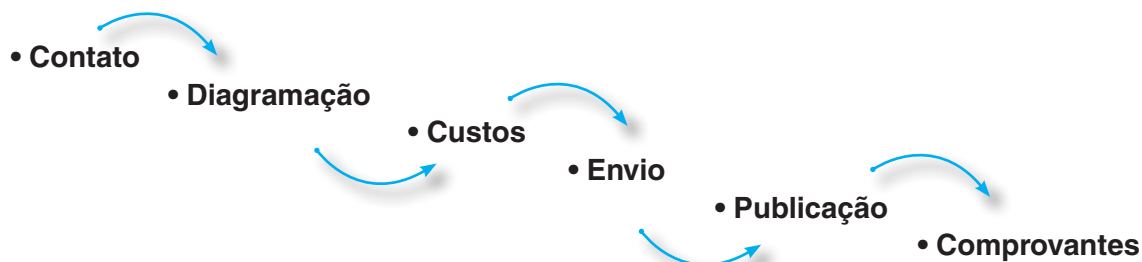 • Contato
• Diagramação
• Custos
• Envio
• Publicação
• Comprovantes